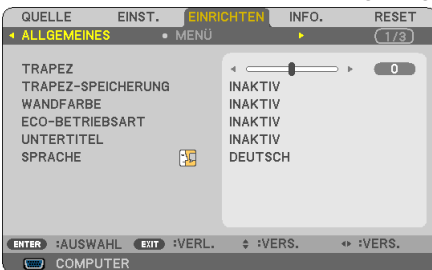 QUELLE EINST. EINRICHTEN INFO. RESET
ALLGEMEINES MENÜ 1/3
TRAPEZ 0
TRAPEZ-SPEICHERUNG INAKTIV
WANDFARBE INAKTIV
ECO-BETRIEBSART INAKTIV
UNTERTITEL INAKTIV
SPRACHE DEUTSCH
ENTER :AUSWAHL EXIT :VERL. :VERS. :VERS.
COMPUTER